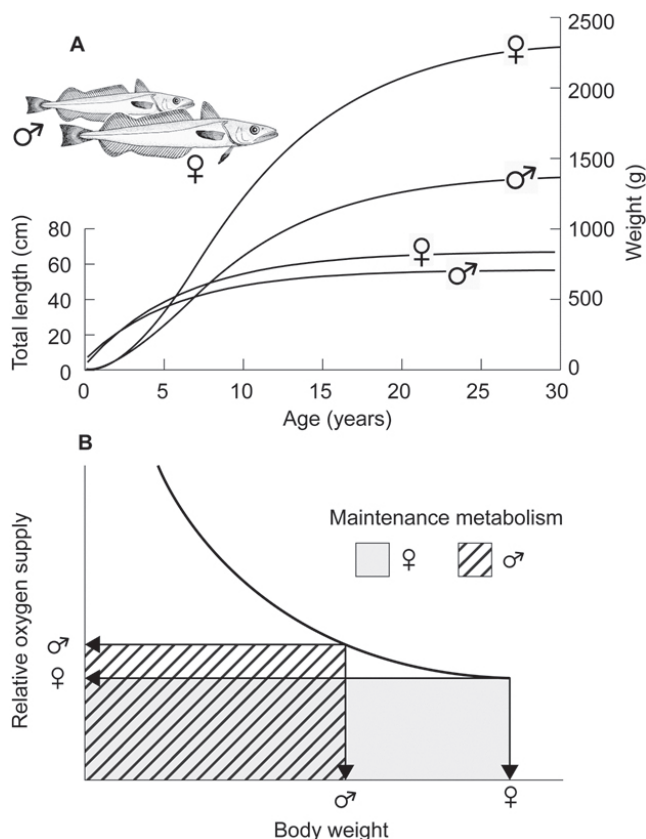 A
♂
♀
♀
♂
♀
♂
Total length (cm)
80
60
40
20
0
2500
2000
1500
1000
500
0
Weight (g)
0 5 10 15 20 25 30
Age (years)
B
Relative oxygen supply
Maintenance metabolism
♀ ♂
♂
♀
♂ ♀
Body weight